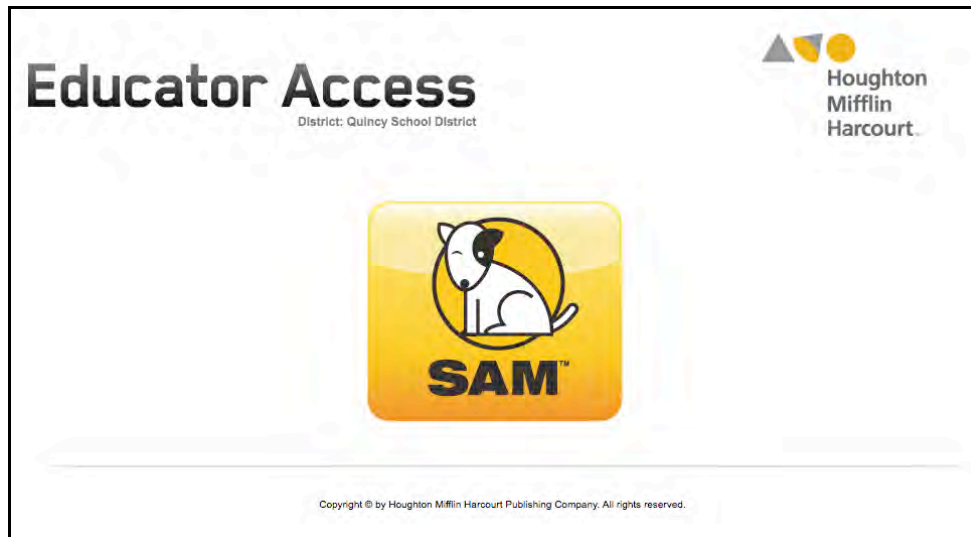 Educator Access
District: Quincy School District
Houghton
Mifflin
Harcourt™
SAM™
Copyright © by Houghton Mifflin Harcourt Publishing Company. All rights reserved.